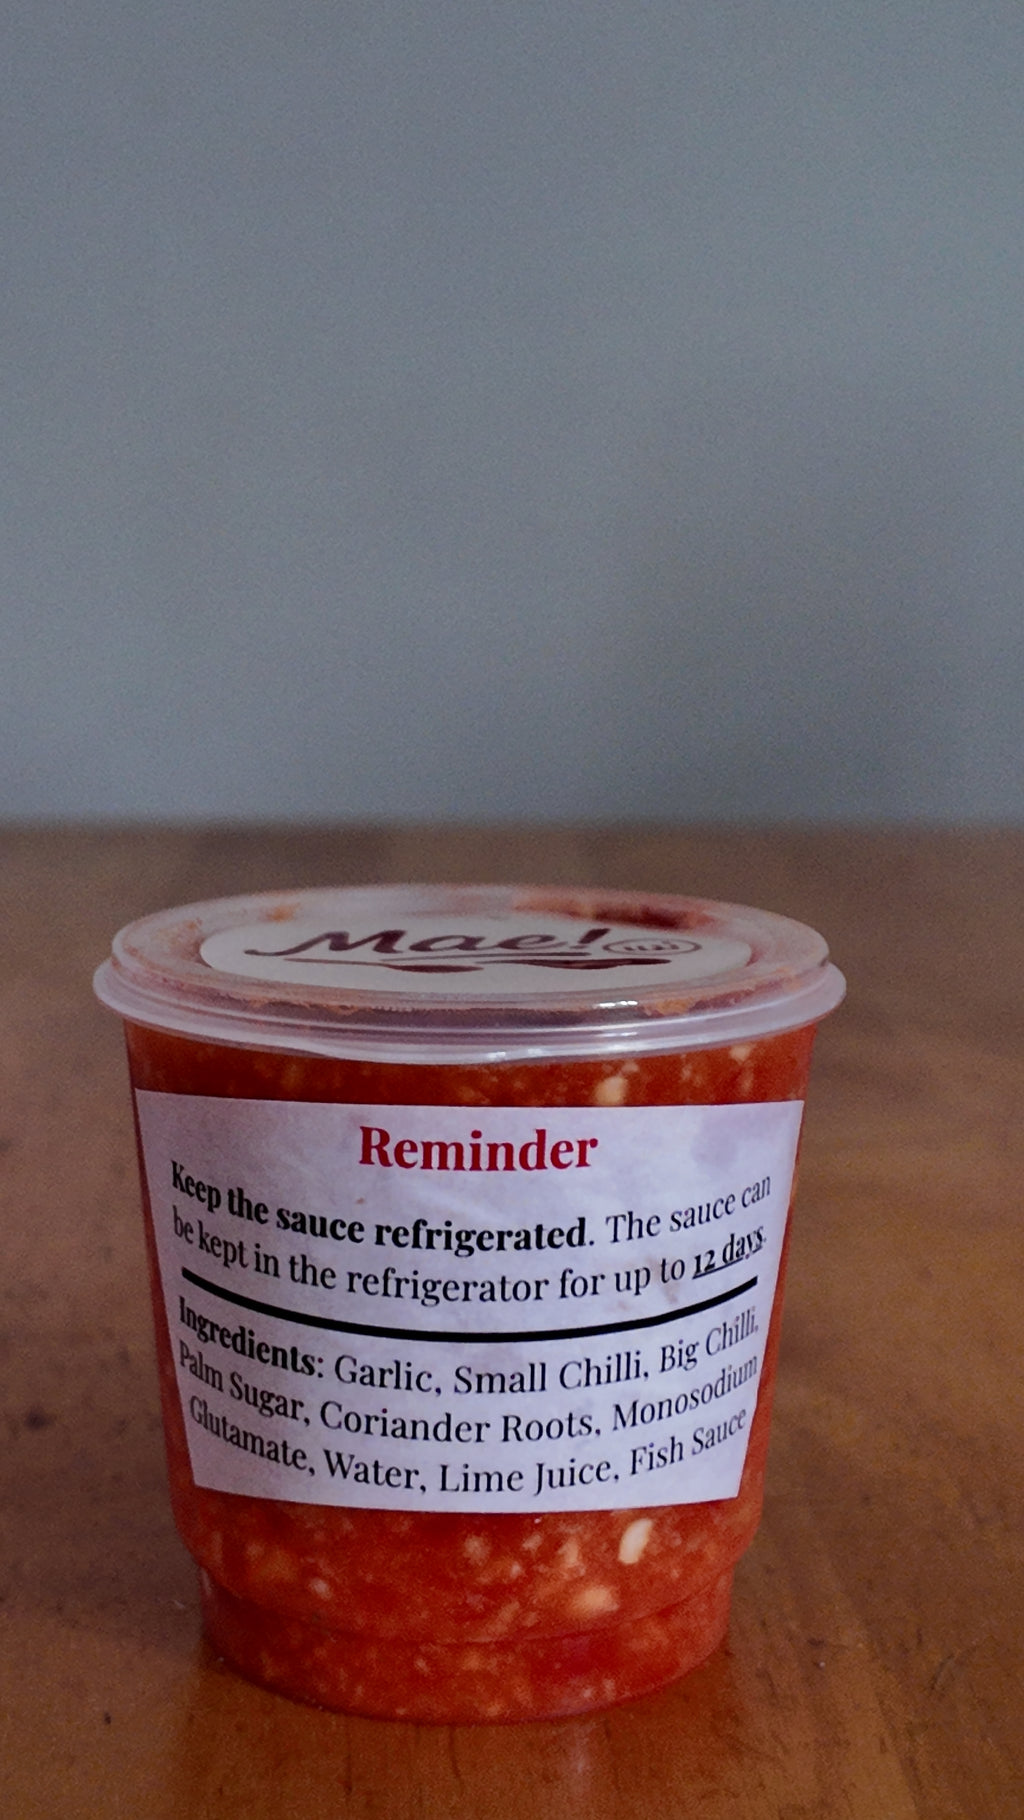 Mae!
Reminder
Keep the sauce refrigerated. The sauce can
be kept in the refrigerator for up to 12 days.
Ingredients: Garlic, Small Chilli, Big Chilli,
Palm Sugar, Coriander Roots, Monosodium
Glutamate, Water, Lime Juice, Fish Sauce